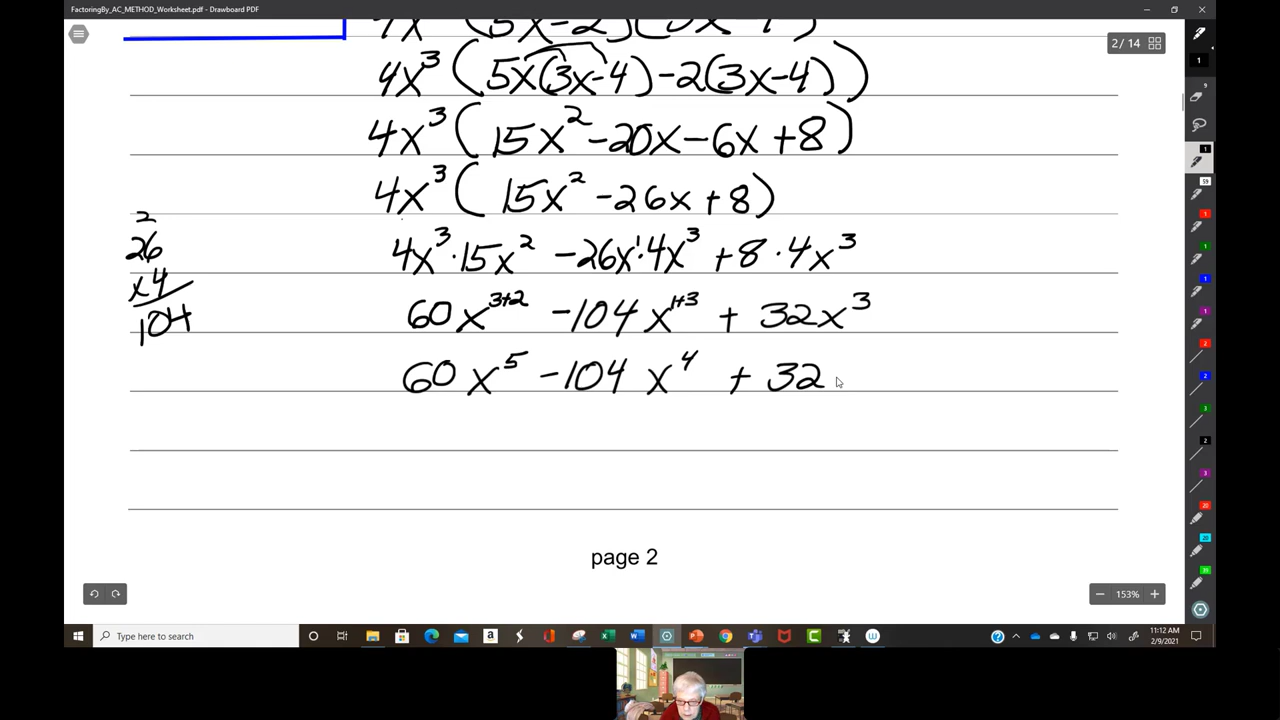 FactoringBy_AC_METHOD_Worksheet.pdf - Drawboard PDF
2 / 14
4x³(5x(3x-4)-2(3x-4))
4x³(15x²-20x-6x+8)
4x³(15x²-26x+8)
4x³·15x² -26x¹·4x³ +8·4x³
60x³⁺² -104x¹⁺³ + 32x³
60x⁵ -104x⁴ + 32
2
26
x4
104
page 2
153%
Type here to search
11:12 AM
2/9/2021